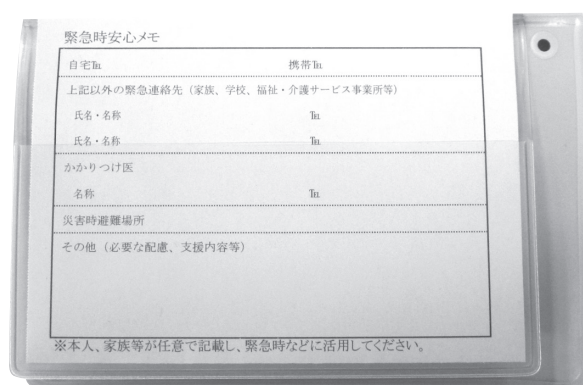 緊急時安心メモ
自宅℡ 携帯℡
上記以外の緊急連絡先（家族、学校、福祉・介護サービス事業所等）
氏名・名称 ℡
氏名・名称 ℡
かかりつけ医
名称 ℡
災害時避難場所
その他（必要な配慮、支援内容等）
※本人、家族等が任意で記載し、緊急時などに活用してください。